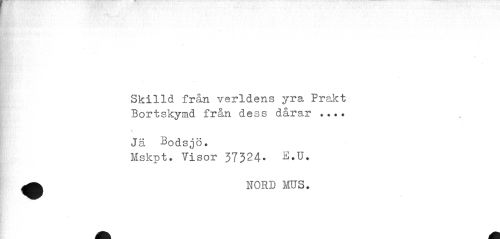 Skilld från verldens yra Prakt
Bortskymd från dess dårar ....
Jä Bodsjö.
Mskpt. Visor 37324. E.U.
NORD MUS.